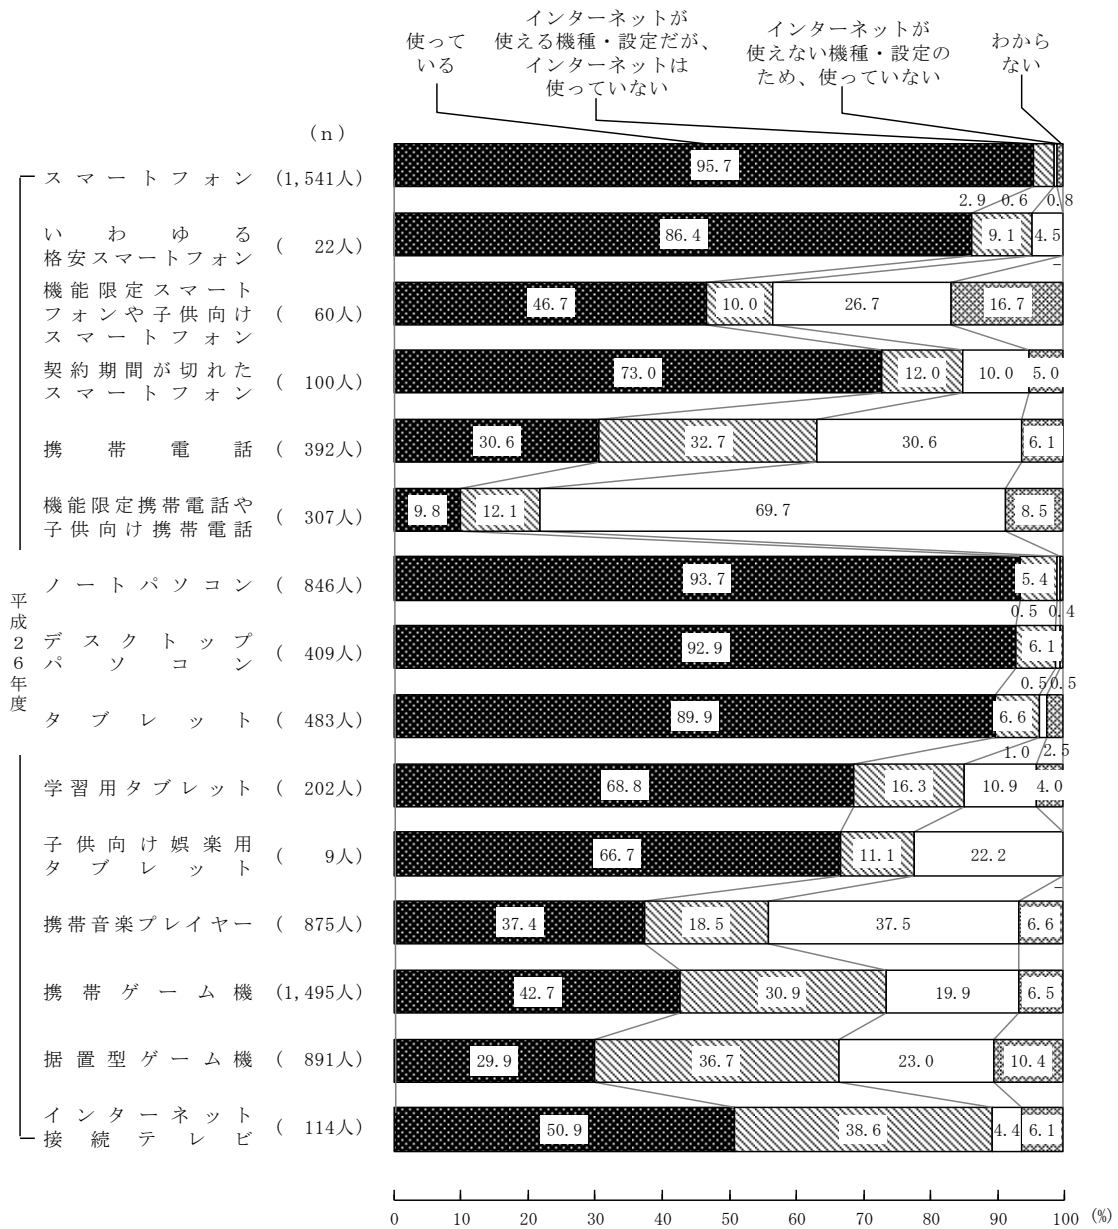 使って
いる
インターネットが
使える機種・設定だが、
インターネットは
使っていない
インターネットが
使えない機種・設定の
ため、使っていない
わから
ない
(n)
スマートフォン (1,541人) 95.7
2.9 0.6 0.8
いわゆる
格安スマートフォン ( 22人) 86.4 9.1 4.5
-
機能限定スマート
フォンや子供向け
スマートフォン ( 60人) 46.7 10.0 26.7 16.7
契約期間が切れた
スマートフォン ( 100人) 73.0 12.0 10.0 5.0
携帯電話 ( 392人) 30.6 32.7 30.6 6.1
機能限定携帯電話や
子供向け携帯電話 ( 307人) 9.8 12.1 69.7 8.5
ノートパソコン ( 846人) 93.7 5.4
0.5 0.4
平成26年度
デスクトップ
パソコン ( 409人) 92.9 6.1
0.5 0.5
タブレット ( 483人) 89.9 6.6
1.0 2.5
学習用タブレット ( 202人) 68.8 16.3 10.9 4.0
子供向け娯楽用
タブレット ( 9人) 66.7 11.1 22.2
-
携帯音楽プレイヤー ( 875人) 37.4 18.5 37.5 6.6
携帯ゲーム機 (1,495人) 42.7 30.9 19.9 6.5
据置型ゲーム機 ( 891人) 29.9 36.7 23.0 10.4
インターネット
接続テレビ ( 114人) 50.9 38.6 4.4 6.1
0 10 20 30 40 50 60 70 80 90 100 (%)